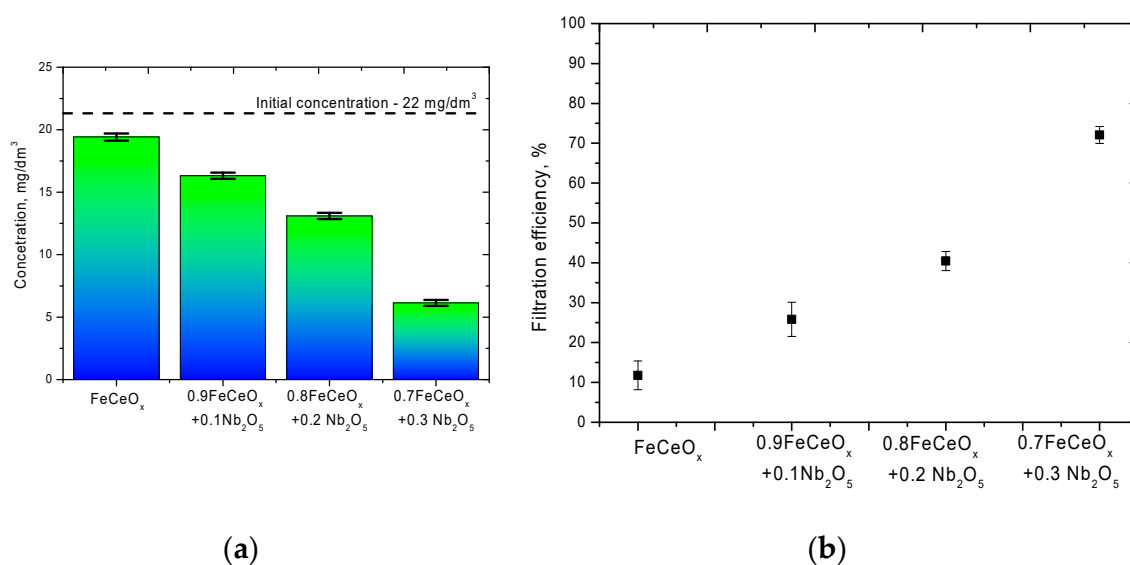 25
20
15
10
5
0
Concetration, mg/dm³
Initial concentration - 22 mg/dm³
FeCeOₓ
0.9FeCeOₓ
+0.1Nb₂O₅
0.8FeCeOₓ
+0.2 Nb₂O₅
0.7FeCeOₓ
+0.3 Nb₂O₅
(a)
100
90
80
70
60
50
40
30
20
10
0
Filtration efficiency, %
FeCeOₓ
0.9FeCeOₓ
+0.1Nb₂O₅
0.8FeCeOₓ
+0.2 Nb₂O₅
0.7FeCeOₓ
+0.3 Nb₂O₅
(b)